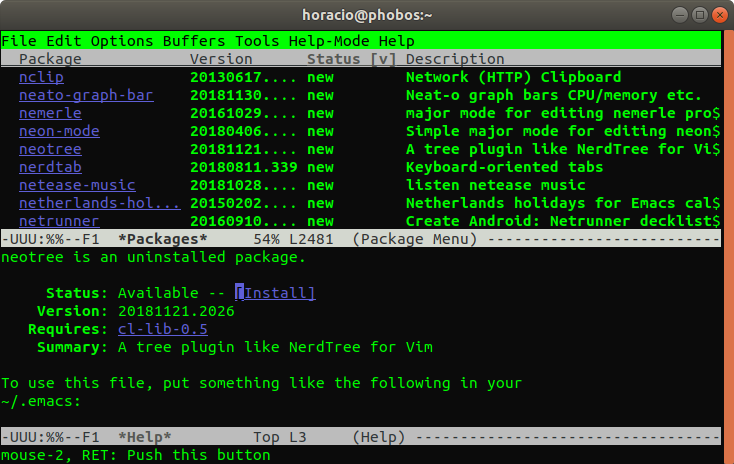 horacio@phobos:~
File Edit Options Buffers Tools Help-Mode Help
Package Version Status [v] Description
nclip 20130617.... new Network (HTTP) Clipboard
neato-graph-bar 20181130.... new Neat-o graph bars CPU/memory etc.
nemerle 20161029.... new major mode for editing nemerle pro$
neon-mode 20180406.... new Simple major mode for editing neon$
neotree 20181121.... new A tree plugin like NerdTree for Vi$
nerdtab 20180811.339 new Keyboard-oriented tabs
netease-music 20181028.... new listen netease music
netherlands-hol... 20150202.... new Netherlands holidays for Emacs cal$
netrunner 20160910.... new Create Android: Netrunner decklist$
-UUU:%%--F1 *Packages* 54% L2481 (Package Menu) --------------------------
neotree is an uninstalled package.
Status: Available -- [Install]
Version: 20181121.2026
Requires: cl-lib-0.5
Summary: A tree plugin like NerdTree for Vim
To use this file, put something like the following in your
~/.emacs:
-UUU:%%--F1 *Help* Top L3 (Help) ----------------------------------
mouse-2, RET: Push this button